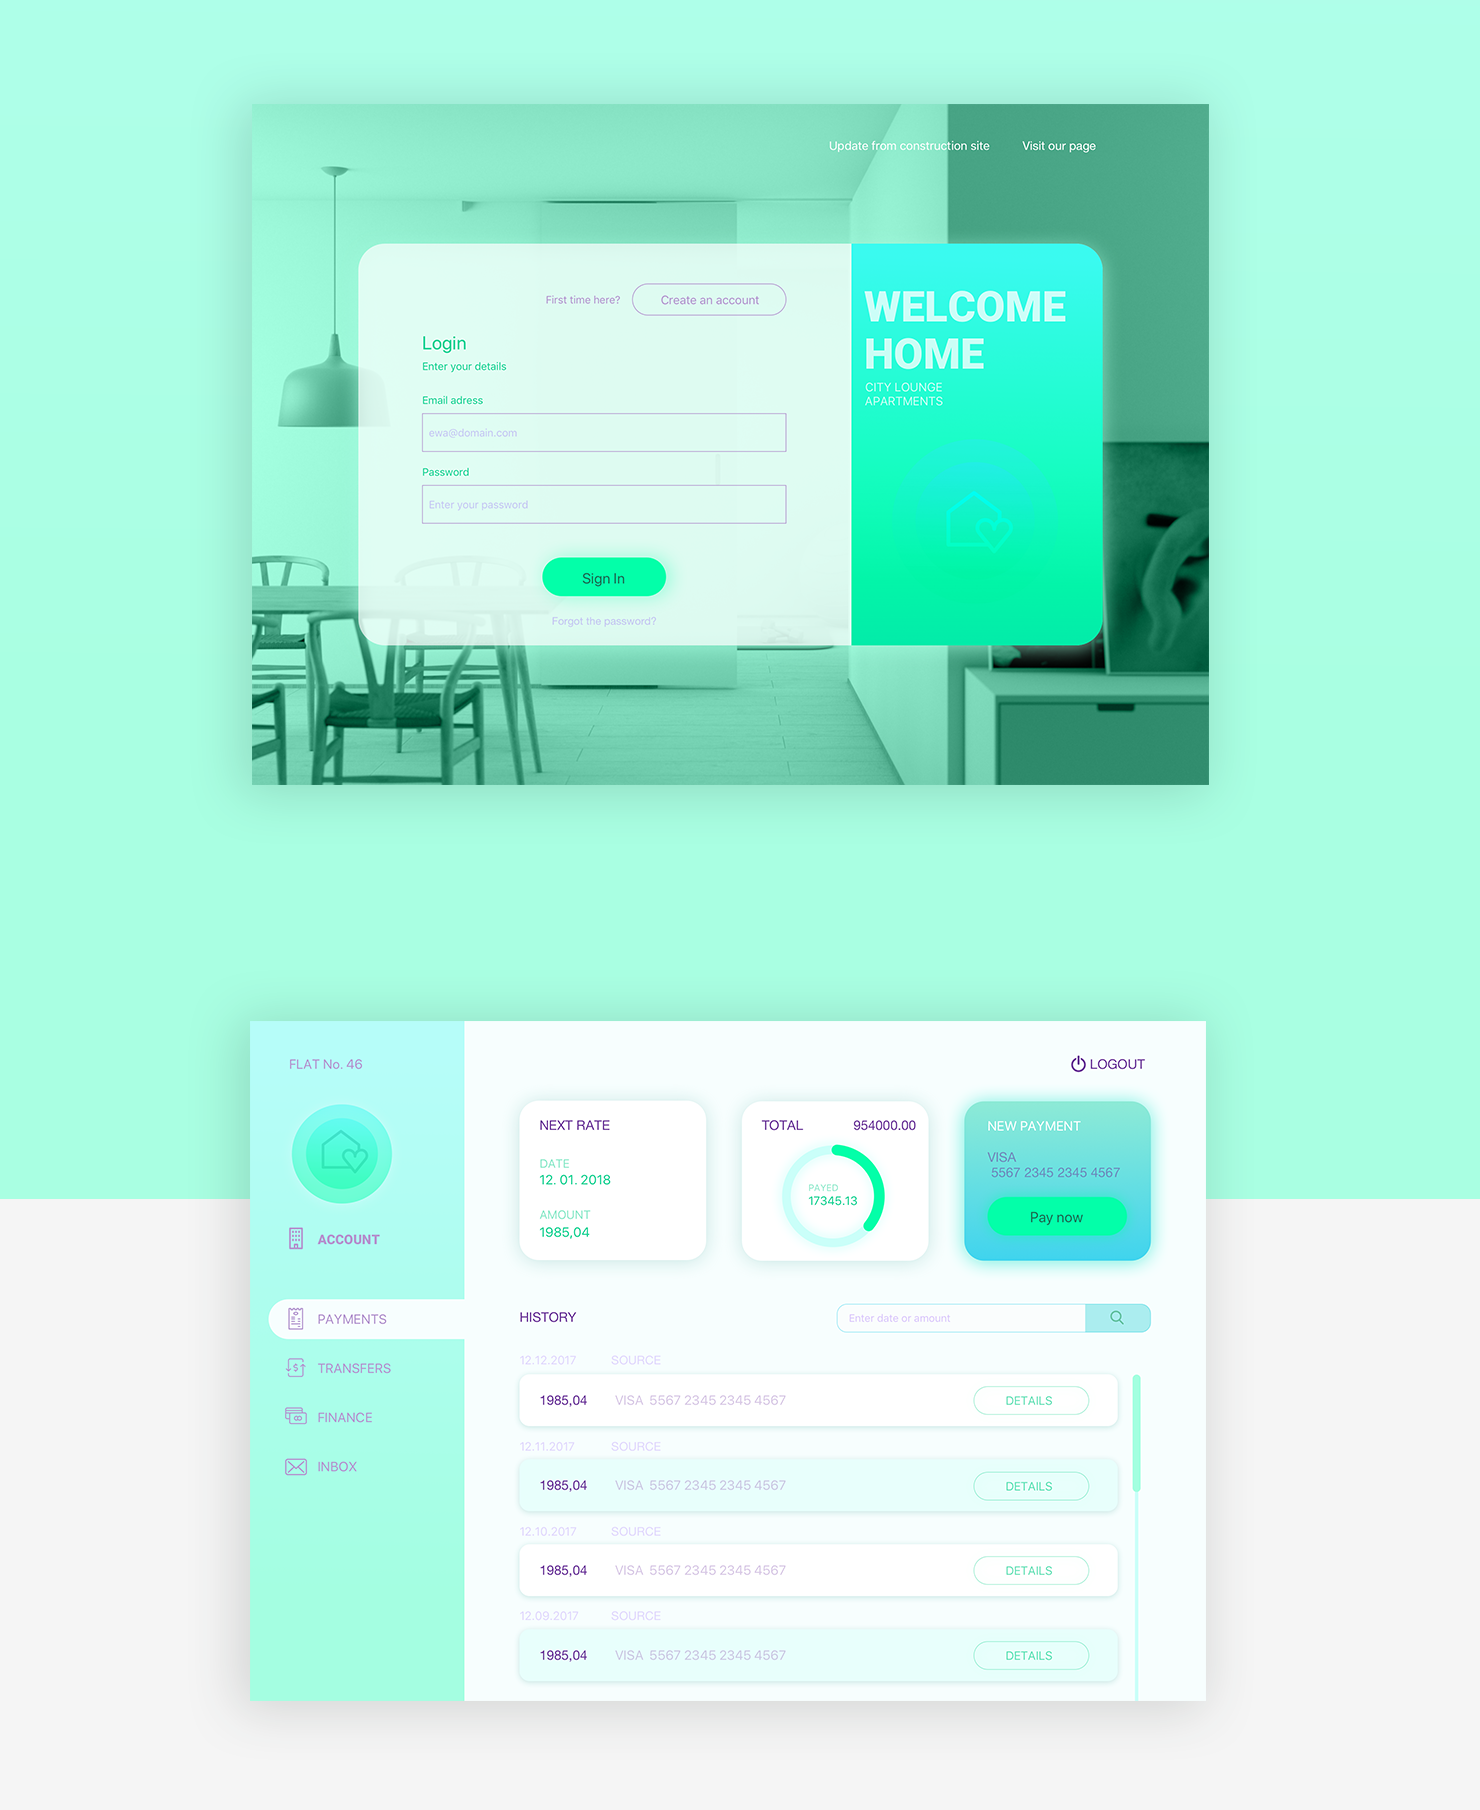 Update from construction site
Visit our page
First time here?
Create an account
Login
Enter your details
Email adress
ewa@domain.com
Password
Enter your password
Sign In
Forgot the password?
WELCOME
HOME
CITY LOUNGE
APARTMENTS
FLAT No. 46
ACCOUNT
PAYMENTS
TRANSFERS
FINANCE
INBOX
LOGOUT
NEXT RATE
DATE
12. 01. 2018
AMOUNT
1985,04
TOTAL 954000.00
PAYED
17345.13
NEW PAYMENT
VISA
5567 2345 2345 4567
Pay now
HISTORY
Enter date or amount
12.12.2017 SOURCE
1985,04 VISA 5567 2345 2345 4567 DETAILS
12.11.2017 SOURCE
1985,04 VISA 5567 2345 2345 4567 DETAILS
12.10.2017 SOURCE
1985,04 VISA 5567 2345 2345 4567 DETAILS
12.09.2017 SOURCE
1985,04 VISA 5567 2345 2345 4567 DETAILS